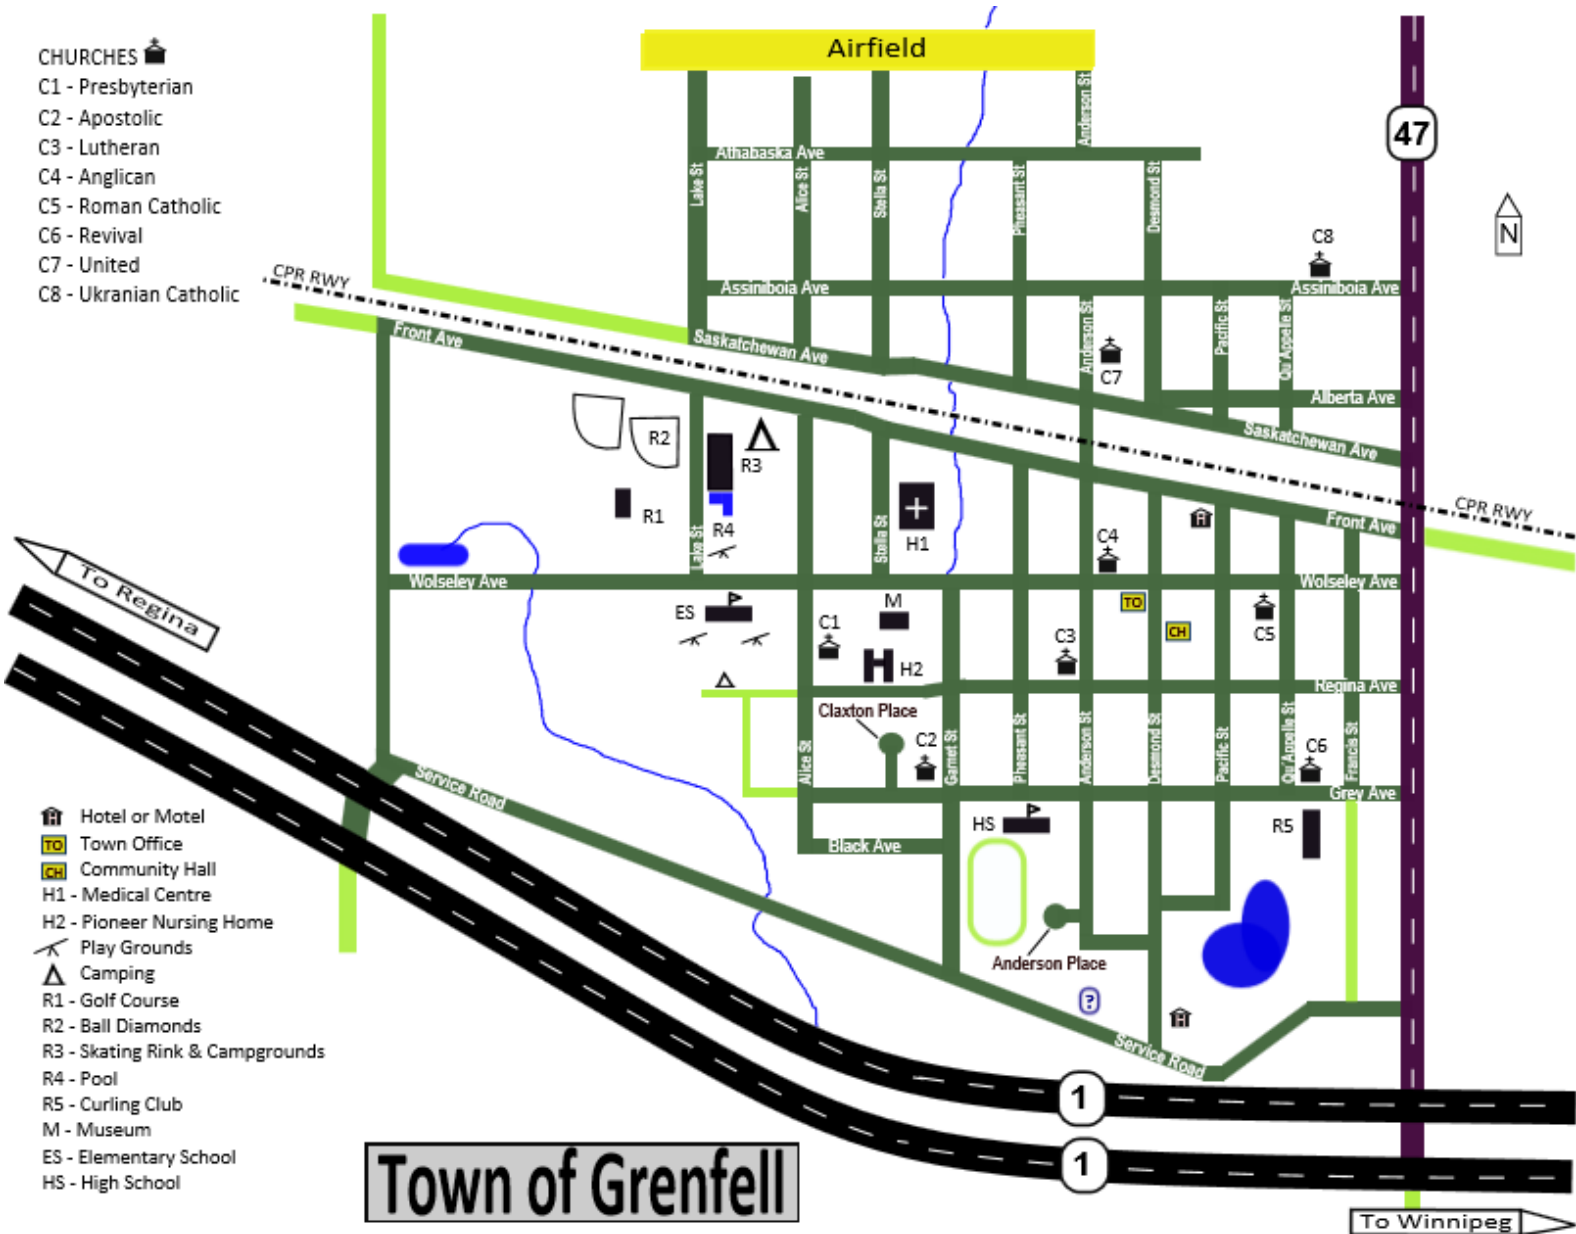 CHURCHES
C1 - Presbyterian
C2 - Apostolic
C3 - Lutheran
C4 - Anglican
C5 - Roman Catholic
C6 - Revival
C7 - United
C8 - Ukranian Catholic
Airfield
47
N
Anderson St
Athabaska Ave
Lake St
Alice St
Stella St
Pheasant St
Desmond St
C8
CPR RWY
Assiniboia Ave
Assiniboia Ave
Front Ave
Saskatchewan Ave
Anderson St
Pacific St
Qu'Appelle St
C7
Alberta Ave
Saskatchewan Ave
R2
R3
R1
R4
Lake St
Stella St
H1
C4
H
CPR RWY
Front Ave
To Regina
Wolseley Ave
Wolseley Ave
ES
M
C1
H2
C3
TO
CH
C5
Regina Ave
Claxton Place
Alice St
C2
Garnet St
Pheasant St
Anderson St
Desmond St
Pacific St
Qu'Appelle St
C6
Francis St
Service Road
Grey Ave
HS
R5
Black Ave
Anderson Place
?
H
Service Road
H Hotel or Motel
TO Town Office
CH Community Hall
H1 - Medical Centre
H2 - Pioneer Nursing Home
Play Grounds
Camping
R1 - Golf Course
R2 - Ball Diamonds
R3 - Skating Rink & Campgrounds
R4 - Pool
R5 - Curling Club
M - Museum
ES - Elementary School
HS - High School
1
1
Town of Grenfell
To Winnipeg